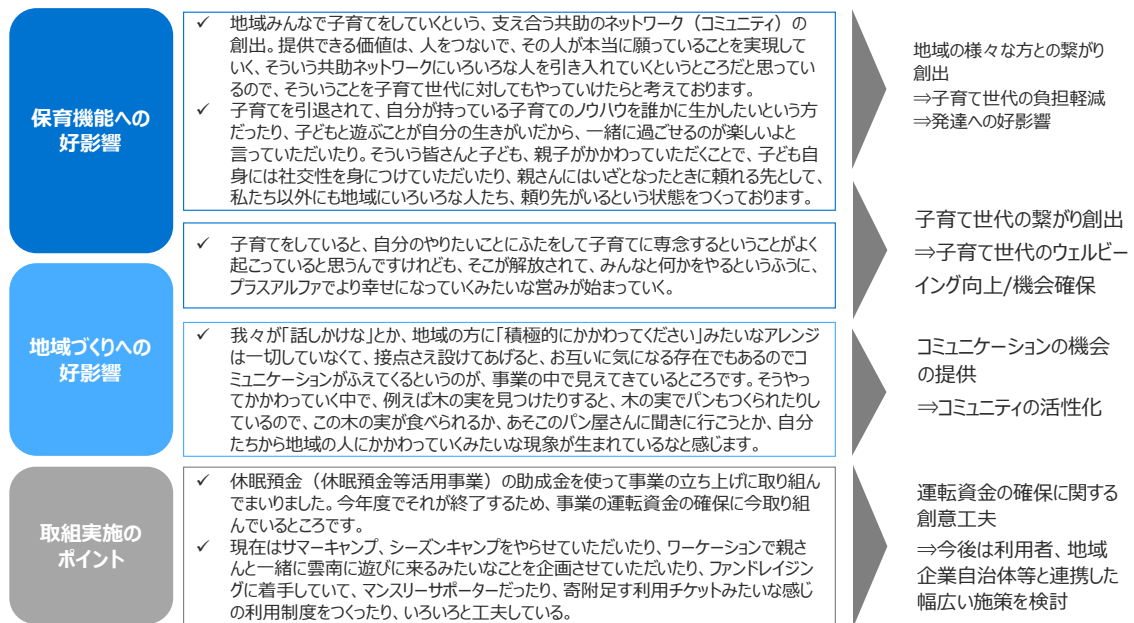 保育機能への
好影響
✓ 地域みんなで子育てをしていくという、支え合う共助のネットワーク（コミュニティ）の
創出。提供できる価値は、人をつないで、その人が本当に願っていることを実現して
いく、そういう共助ネットワークにいろいろな人を引き入れていくというところだと思ってい
るので、そういうことを子育て世代に対してもやっていけたらと考えております。
✓ 子育てを引退されて、自分が持っている子育てのノウハウを誰かに生かしたいという方
だったり、子どもと遊ぶことが自分の生きがいだから、一緒に過ごせるのが楽しいよと
言っていただいたり。そういう皆さんと子ども、親子がかかわっていただくことで、子ども自
身には社交性を身につけていただいたり、親さんにはいざとなったときに頼れる先として、
私たち以外にも地域にいろいろな人たち、頼り先がいるという状態をつくっております。
地域の様々な方との繋がり
創出
⇒子育て世代の負担軽減
⇒発達への好影響
✓ 子育てをしていると、自分のやりたいことにふたをして子育てに専念するということがよく
起こっていると思うんですけれども、そこが解放されて、みんなと何かをやるというふうに、
プラスアルファでより幸せになっていくみたいな営みが始まっていく。
子育て世代の繋がり創出
⇒子育て世代のウェルビー
イング向上/機会確保
地域づくりへの
好影響
✓ 我々が「話しかけな」とか、地域の方に「積極的にかかわってください」みたいなアレンジ
は一切していなくて、接点さえ設けてあげると、お互いに気になる存在でもあるのでコ
ミュニケーションがふえてくるというのが、事業の中で見えてきているところです。そうやっ
てかかわっていく中で、例えば木の実を見つけたりすると、木の実でパンもつくられたりし
ているので、この木の実が食べられるか、あそこのパン屋さんに聞きに行こうとか、自分
たちから地域の人にかかわっていくみたいな現象が生まれているなと感じます。
コミュニケーションの機会
の提供
⇒コミュニティの活性化
取組実施の
ポイント
✓ 休眠預金（休眠預金等活用事業）の助成金を使って事業の立ち上げに取り組ん
でまいりました。今年度でそれが終了するため、事業の運転資金の確保に今取り組
んでいるところです。
✓ 現在はサマーキャンプ、シーズンキャンプをやらせていただいたり、ワーケーションで親さ
んと一緒に雲南に遊びに来るみたいなことを企画させていただいたり、ファンドレイジン
グに着手していて、マンスリーサポーターだったり、寄附足す利用チケットみたいな感じ
の利用制度をつくったり、いろいろと工夫している。
運転資金の確保に関する
創意工夫
⇒今後は利用者、地域
企業自治体等と連携した
幅広い施策を検討